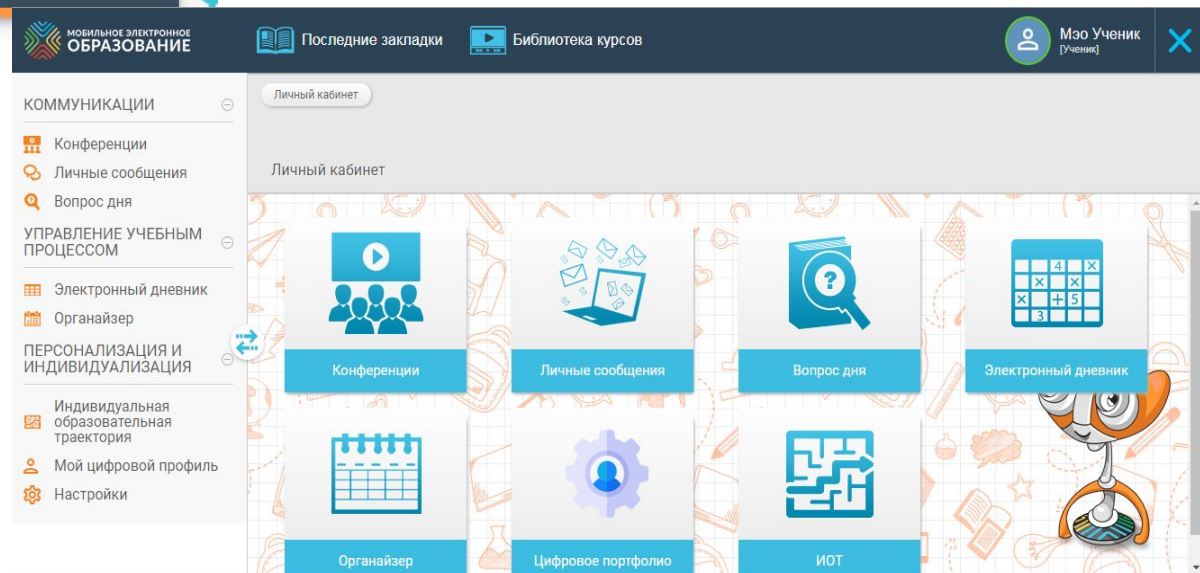 МОБИЛЬНОЕ ЭЛЕКТРОННОЕ
ОБРАЗОВАНИЕ
Последние закладки
Библиотека курсов
Мэо Ученик
[Ученик]
КОММУНИКАЦИИ
Конференции
Личные сообщения
Вопрос дня
УПРАВЛЕНИЕ УЧЕБНЫМ
ПРОЦЕССОМ
Электронный дневник
Органайзер
ПЕРСОНАЛИЗАЦИЯ И
ИНДИВИДУАЛИЗАЦИЯ
Индивидуальная
образовательная
траектория
Мой цифровой профиль
Настройки
Личный кабинет
Личный кабинет
?
4 X
X X
X + 5
3
Конференции
Личные сообщения
Вопрос дня
Электронный дневник
Органайзер
Цифровое портфолио
ИОТ